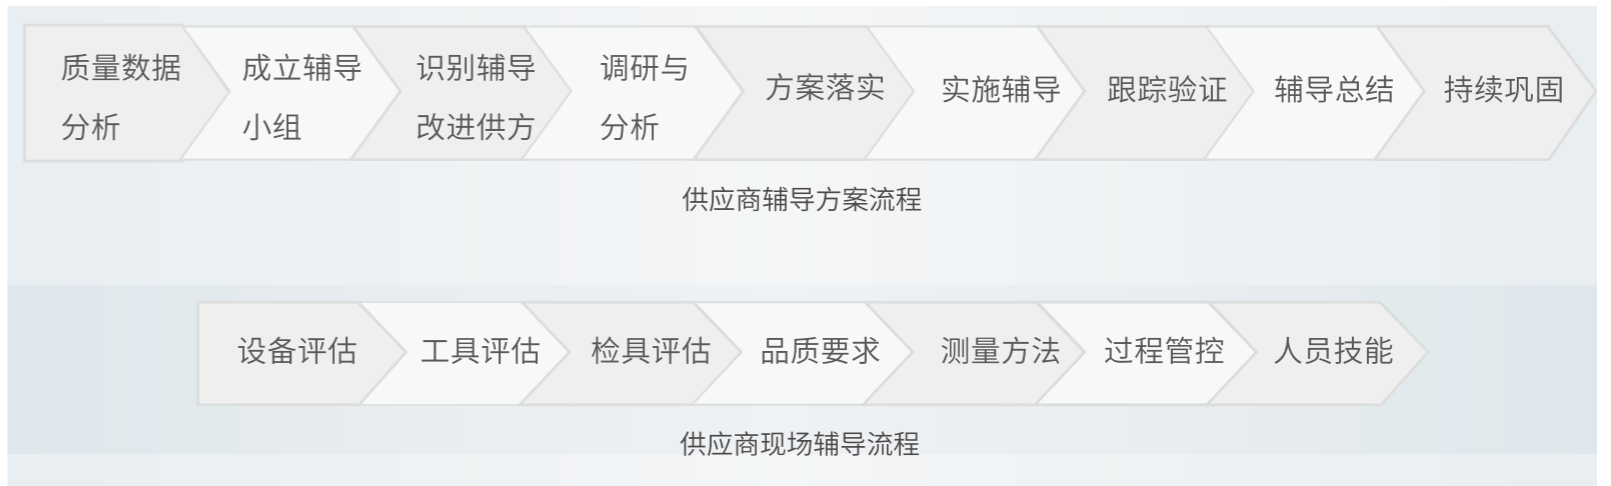 质量数据
分析
成立辅导
小组
识别辅导
改进供方
调研与
分析
方案落实
实施辅导
跟踪验证
辅导总结
持续巩固
供应商辅导方案流程
设备评估
工具评估
检具评估
品质要求
测量方法
过程管控
人员技能
供应商现场辅导流程